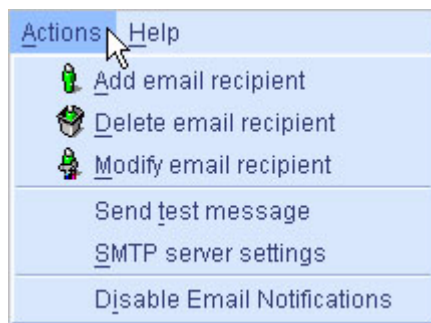 Actions Help
Add email recipient
Delete email recipient
Modify email recipient
Send test message
SMTP server settings
Disable Email Notifications